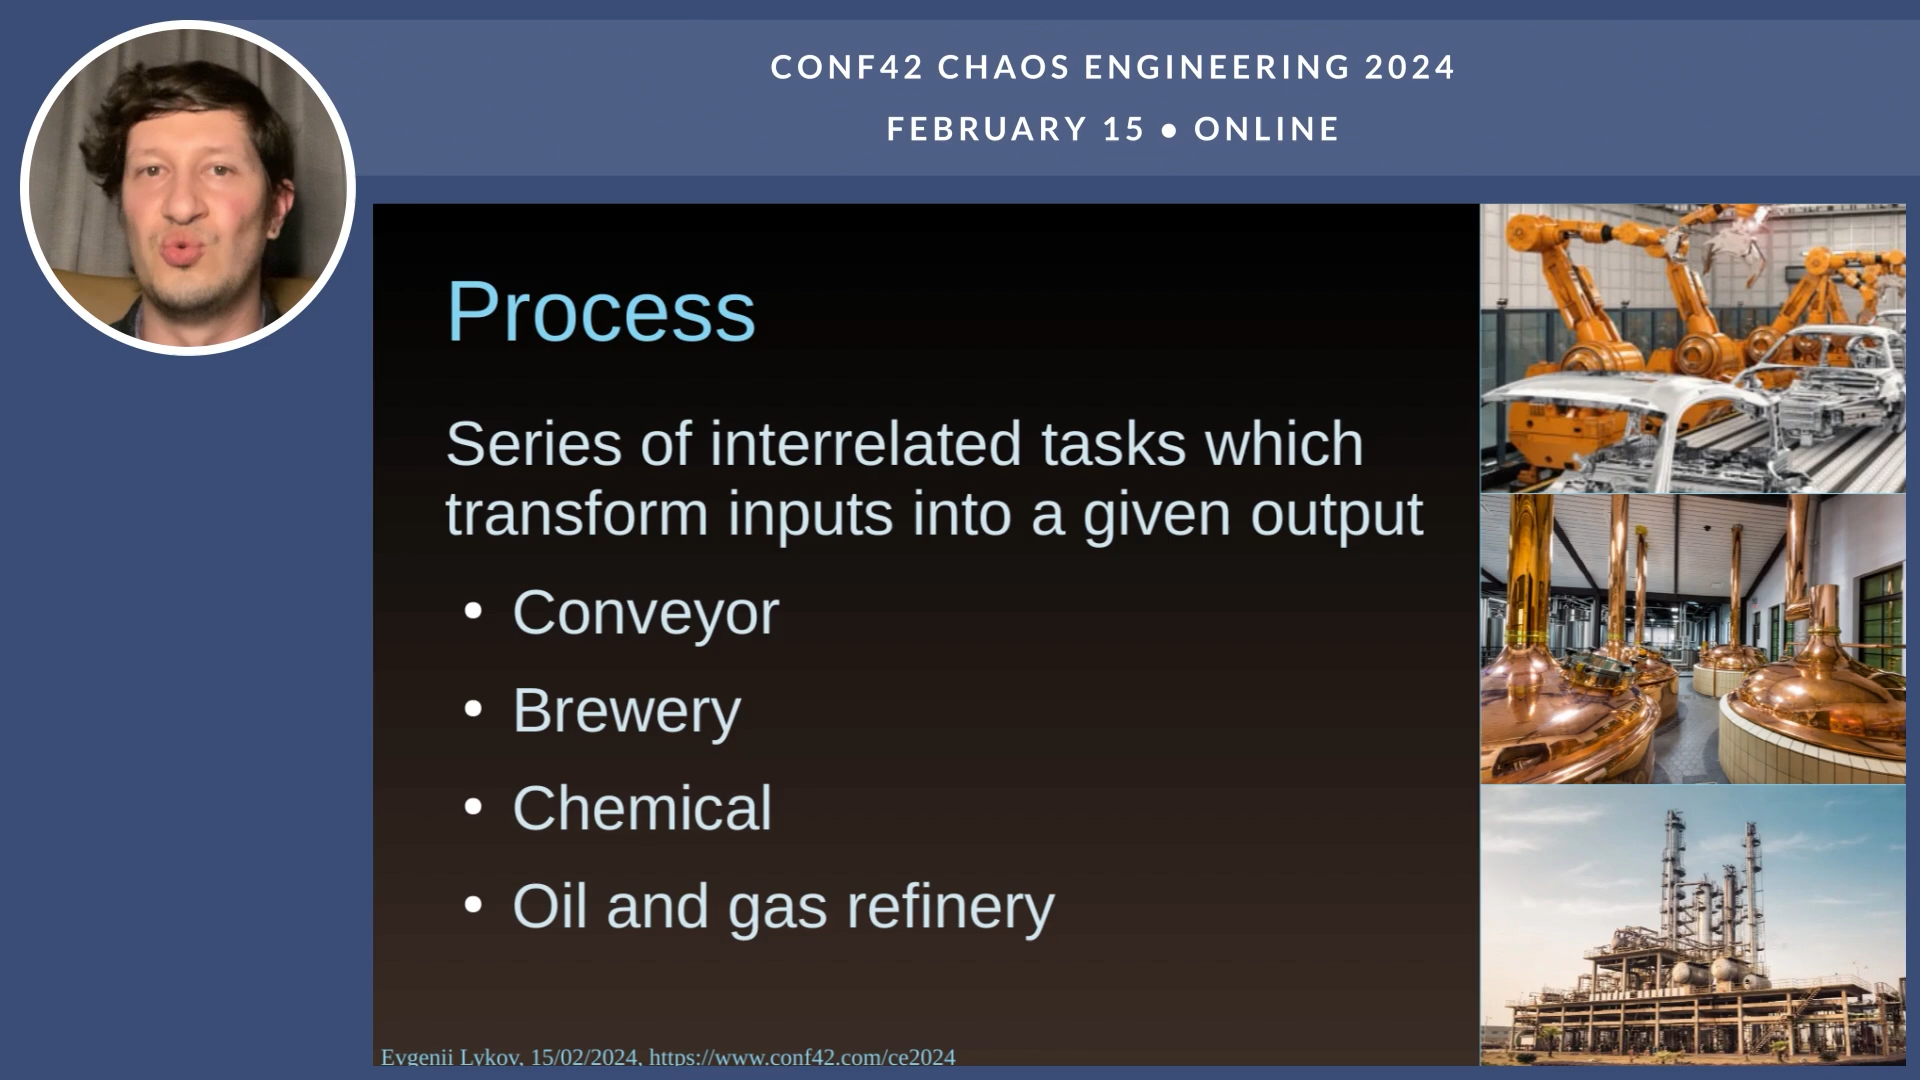 CONF42 CHAOS ENGINEERING 2024
FEBRUARY 15 ● ONLINE
Process
Series of interrelated tasks which
transform inputs into a given output
• Conveyor
• Brewery
• Chemical
• Oil and gas refinery
Evgenii Lykov, 15/02/2024, https://www.conf42.com/ce2024